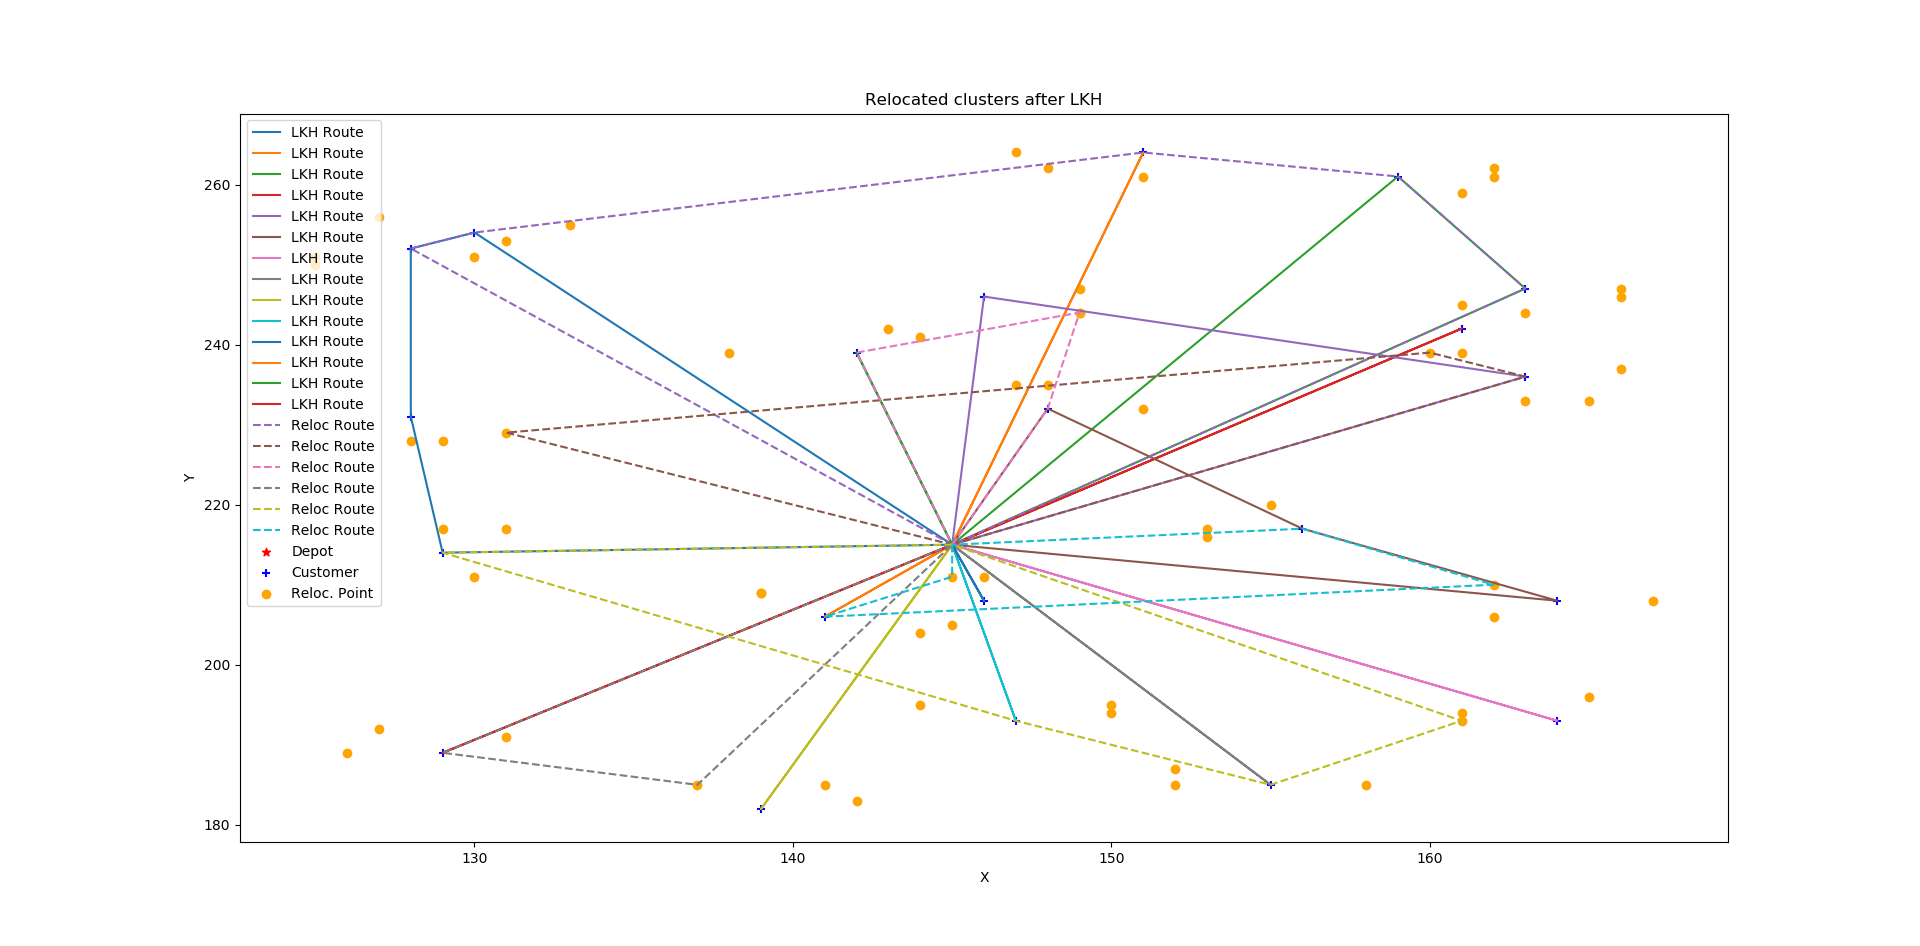 Relocated clusters after LKH
LKH Route
LKH Route
LKH Route
LKH Route
LKH Route
LKH Route
LKH Route
LKH Route
LKH Route
LKH Route
LKH Route
LKH Route
LKH Route
LKH Route
Reloc Route
Reloc Route
Reloc Route
Reloc Route
Reloc Route
Reloc Route
Depot
Customer
Reloc. Point
260
240
220
200
180
Y
130 140 150 160
X